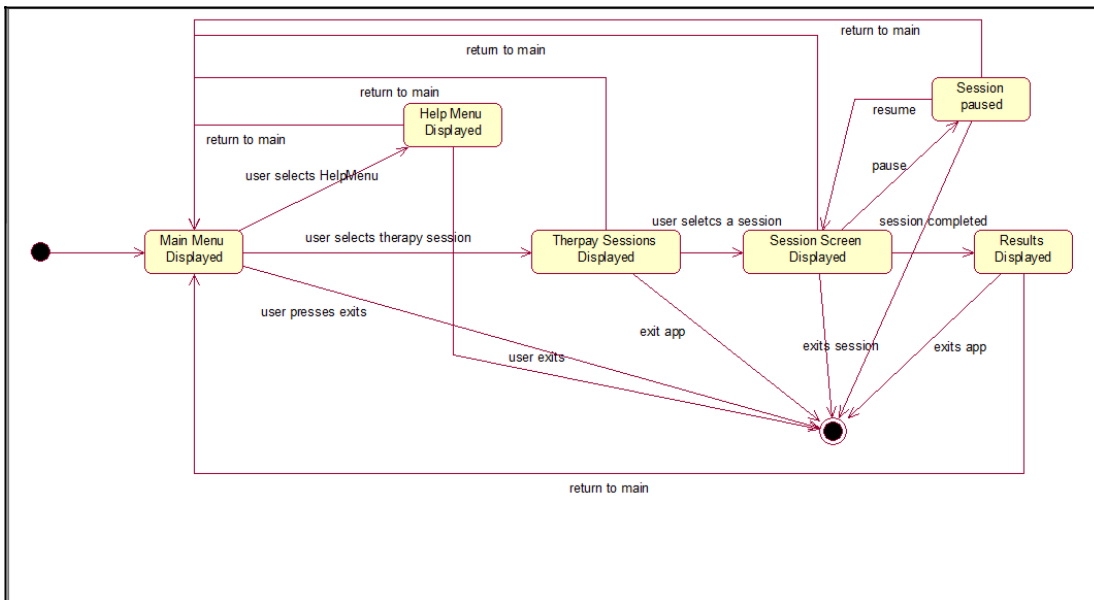 return to main
return to main
return to main
return to main
Help Menu
Displayed
Session
paused
resume
pause
user selects HelpMenu
Main Menu
Displayed
user selects therapy session
Therpay Sessions
Displayed
user seletcs a session
Session Screen
Displayed
session completed
Results
Displayed
user presses exits
user exits
exit app
exits session
exits app
return to main